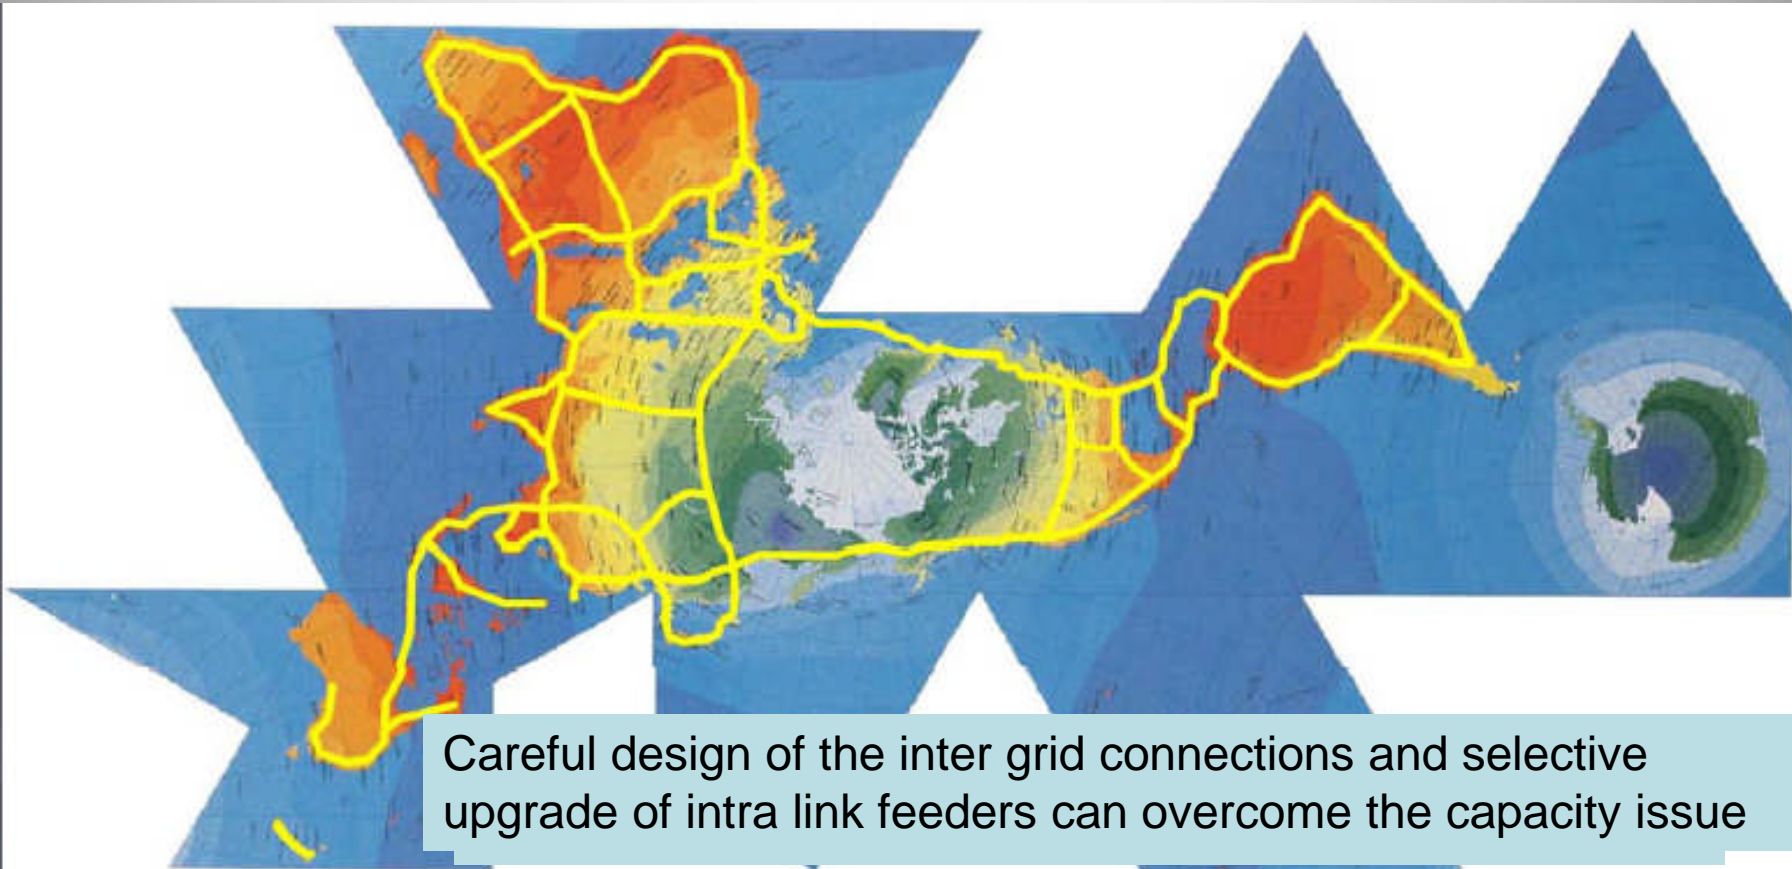 Careful design of the inter grid connections and selective
upgrade of intra link feeders can overcome the capacity issue